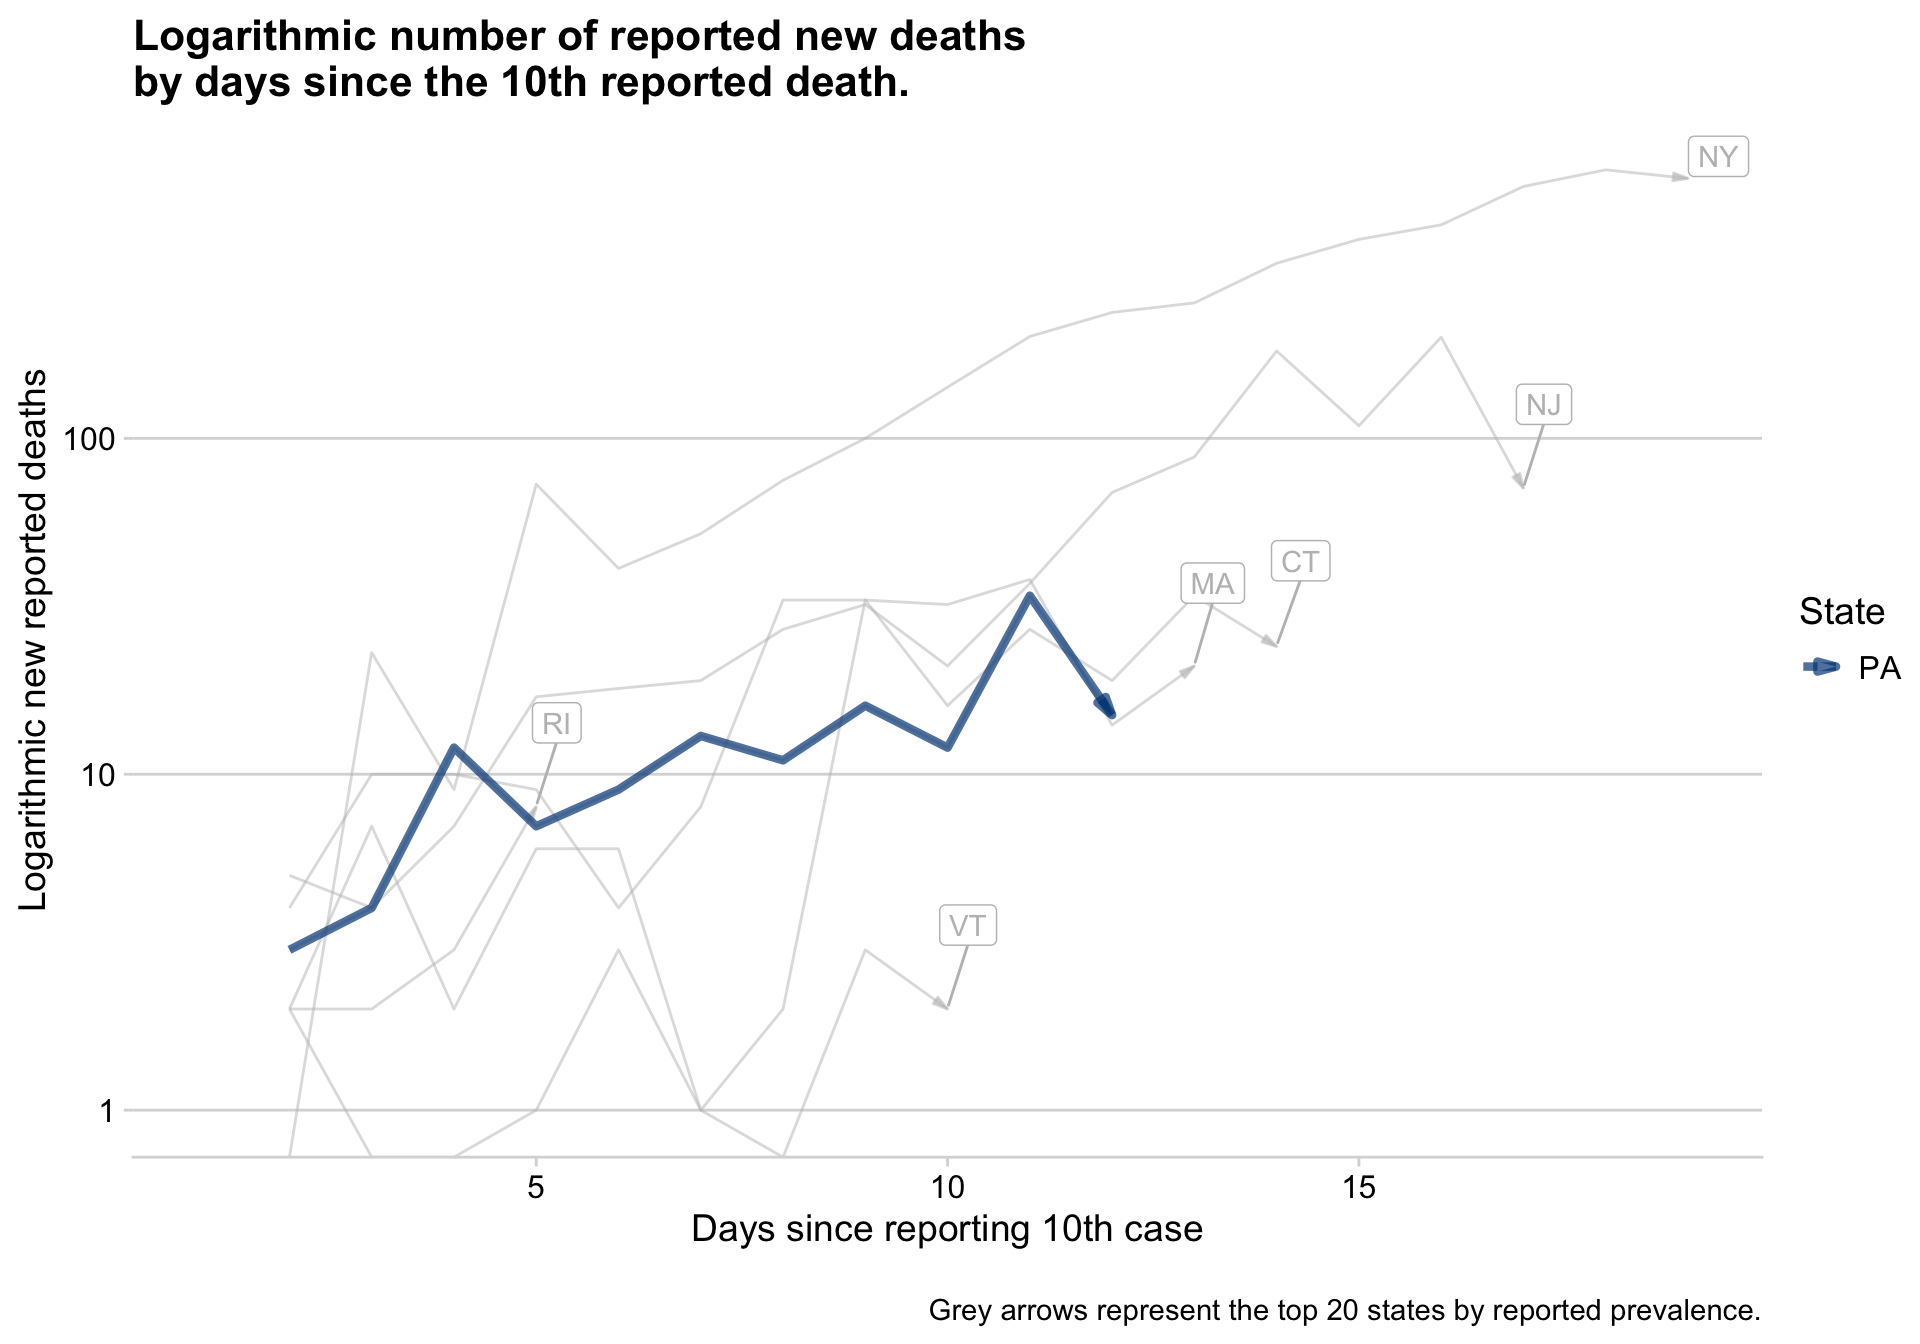 Logarithmic number of reported new deaths
by days since the 10th reported death.
NY
NJ
CT
MA
RI
VT
Logarithmic new reported deaths
100
10
1
5
10
15
Days since reporting 10th case
State
PA
Grey arrows represent the top 20 states by reported prevalence.